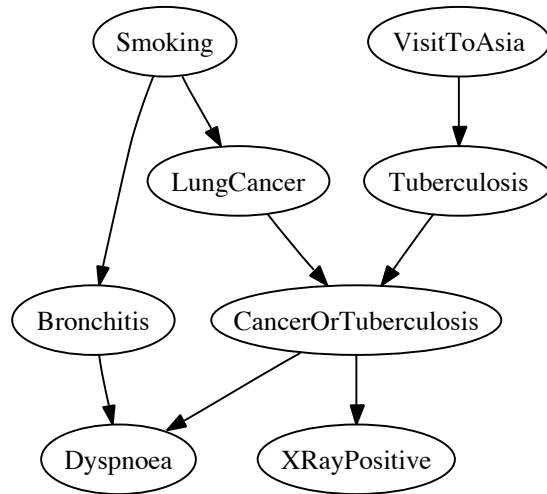 Smoking
VisitToAsia
LungCancer
Tuberculosis
Bronchitis
CancerOrTuberculosis
Dyspnoea
XRayPositive